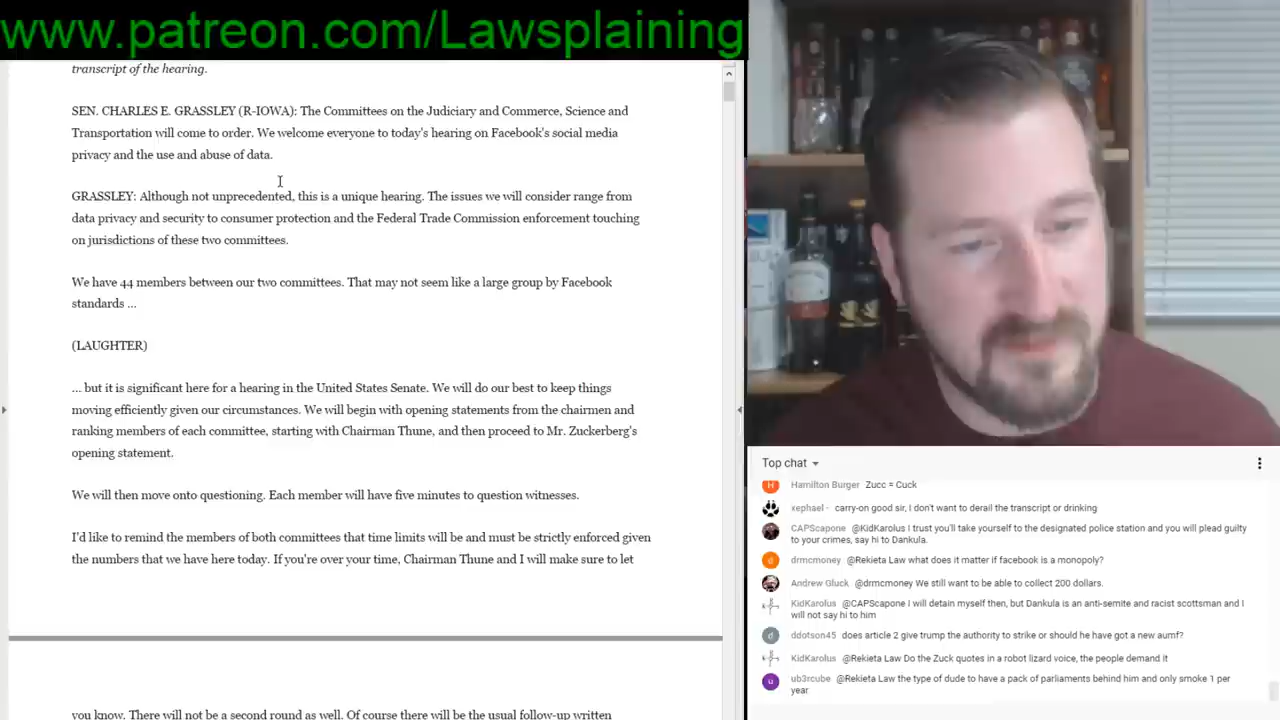 www.patreon.com/Lawsplaining
transcript of the hearing.
SEN. CHARLES E. GRASSLEY (R-IOWA): The Committees on the Judiciary and Commerce, Science and
Transportation will come to order. We welcome everyone to today's hearing on Facebook's social media
privacy and the use and abuse of data.
GRASSLEY: Although not unprecedented, this is a unique hearing. The issues we will consider range from
data privacy and security to consumer protection and the Federal Trade Commission enforcement touching
on jurisdictions of these two committees.
We have 44 members between our two committees. That may not seem like a large group by Facebook
standards ...
(LAUGHTER)
... but it is significant here for a hearing in the United States Senate. We will do our best to keep things
moving efficiently given our circumstances. We will begin with opening statements from the chairmen and
ranking members of each committee, starting with Chairman Thune, and then proceed to Mr. Zuckerberg's
opening statement.
We will then move onto questioning. Each member will have five minutes to question witnesses.
I'd like to remind the members of both committees that time limits will be and must be strictly enforced given
the numbers that we have here today. If you're over your time, Chairman Thune and I will make sure to let
you know. There will not be a second round as well. Of course there will be the usual follow-up written
Top chat
H Hamilton Burger Zucc = Cuck
xephael · carry-on good sir, I don't want to derail the transcript or drinking
CAPScapone @KidKarolus I trust you'll take yourself to the designated police station and you will plead guilty
to your crimes, say hi to Dankula.
d drmcmoney @Rekieta Law what does it matter if facebook is a monopoly?
Andrew Gluck @drmcmoney We still want to be able to collect 200 dollars.
KidKarolus @CAPScapone I will detain myself then, but Dankula is an anti-semite and racist scottsman and I
will not say hi to him
d ddotson45 does article 2 give trump the authority to strike or should he have got a new aumf?
KidKarolus @Rekieta Law Do the Zuck quotes in a robot lizard voice, the people demand it
u ub3rcube @Rekieta Law the type of dude to have a pack of parliaments behind him and only smoke 1 per
year